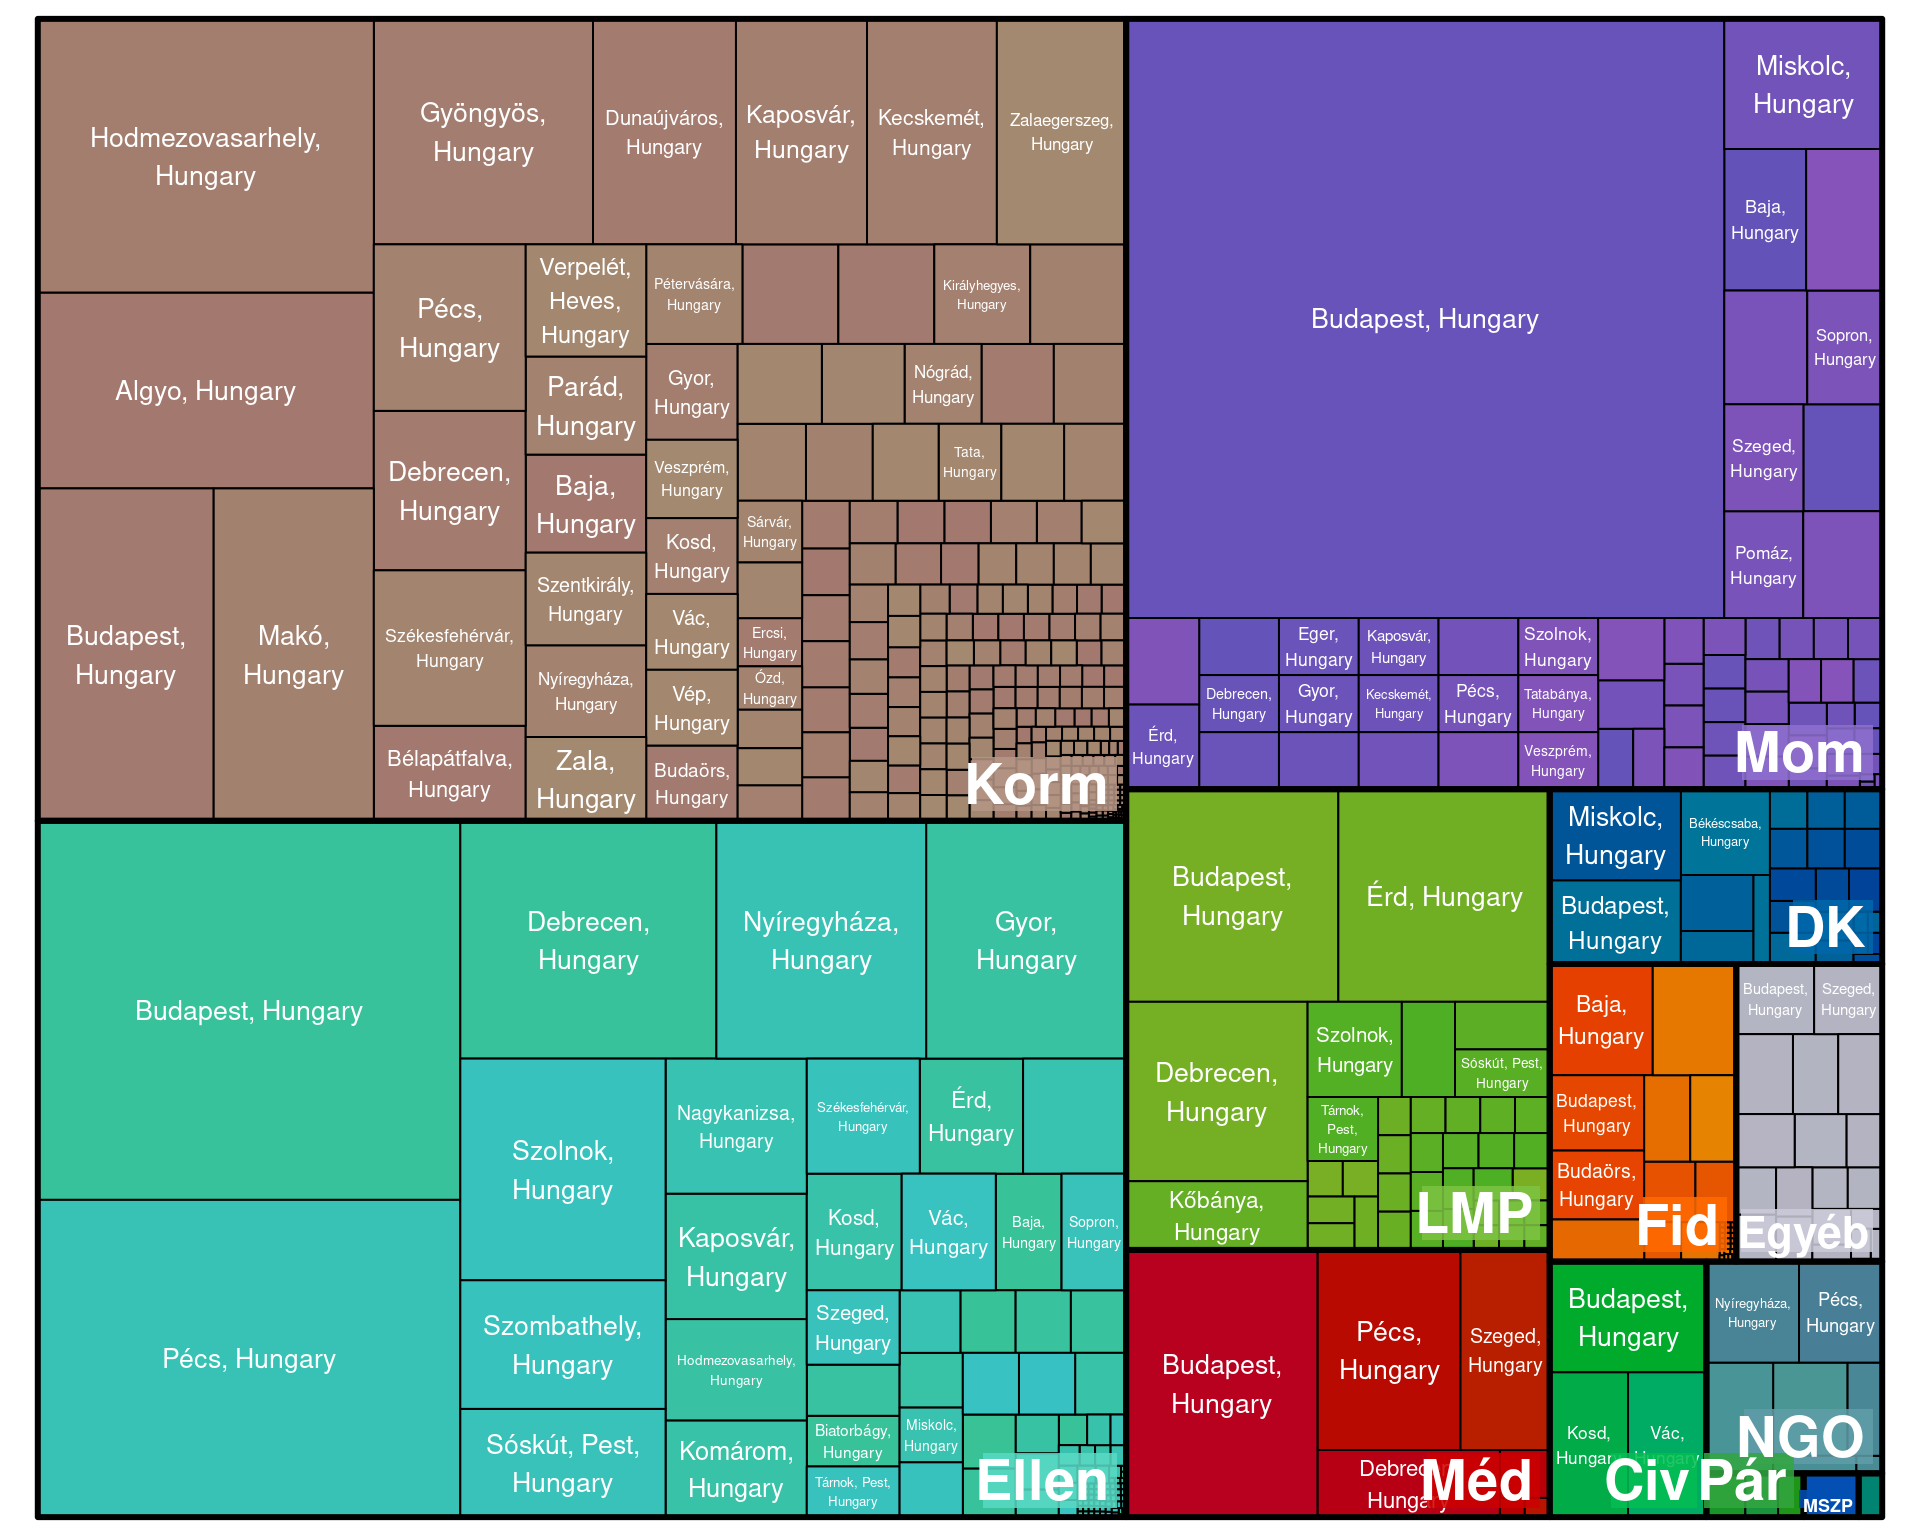 Hodmezovasarhely,
Hungary
Algyo, Hungary
Budapest,
Hungary
Makó,
Hungary
Gyöngyös,
Hungary
Dunaújváros,
Hungary
Kaposvár,
Hungary
Kecskemét,
Hungary
Zalaegerszeg,
Hungary
Pécs,
Hungary
Debrecen,
Hungary
Székesfehérvár,
Hungary
Bélapátfalva,
Hungary
Verpelét,
Heves,
Hungary
Parád,
Hungary
Baja,
Hungary
Szentkirály,
Hungary
Nyíregyháza,
Hungary
Zala,
Hungary
Pétervására,
Hungary
Királyhegyes,
Hungary
Gyor,
Hungary
Nógrád,
Hungary
Veszprém,
Hungary
Tata,
Hungary
Kosd,
Hungary
Sárvár,
Hungary
Vác,
Hungary
Ercsi,
Hungary
Vép,
Hungary
Ózd,
Hungary
Budaörs,
Hungary
Korm
Budapest, Hungary
Miskolc,
Hungary
Baja,
Hungary
Sopron,
Hungary
Szeged,
Hungary
Pomáz,
Hungary
Érd,
Hungary
Debrecen,
Hungary
Eger,
Hungary
Gyor,
Hungary
Kaposvár,
Hungary
Kecskemét,
Hungary
Pécs,
Hungary
Szolnok,
Hungary
Tatabánya,
Hungary
Veszprém,
Hungary
Mom
Budapest, Hungary
Pécs, Hungary
Debrecen,
Hungary
Nyíregyháza,
Hungary
Gyor,
Hungary
Szolnok,
Hungary
Szombathely,
Hungary
Sóskút, Pest,
Hungary
Nagykanizsa,
Hungary
Kaposvár,
Hungary
Hodmezovasarhely,
Hungary
Komárom,
Hungary
Székesfehérvár,
Hungary
Érd,
Hungary
Kosd,
Hungary
Vác,
Hungary
Baja,
Hungary
Sopron,
Hungary
Szeged,
Hungary
Biatorbágy,
Hungary
Miskolc,
Hungary
Tárnok, Pest,
Hungary
Ellen
Budapest,
Hungary
Érd, Hungary
Debrecen,
Hungary
Kőbánya,
Hungary
Szolnok,
Hungary
Sóskút, Pest,
Hungary
Tárnok,
Pest,
Hungary
LMP
Miskolc,
Hungary
Budapest,
Hungary
Békéscsaba,
Hungary
DK
Baja,
Hungary
Budapest,
Hungary
Budaörs,
Hungary
Fid
Budapest,
Hungary
Szeged,
Hungary
Egyéb
Budapest,
Hungary
Pécs,
Hungary
Szeged,
Hungary
Debrec
Hungary
Méd
Budapest,
Hungary
Kosd,
Hungary
Vác,
Hungary
Civ
Nyíregyháza,
Hungary
Pécs,
Hungary
NGO
Pár
MSZP